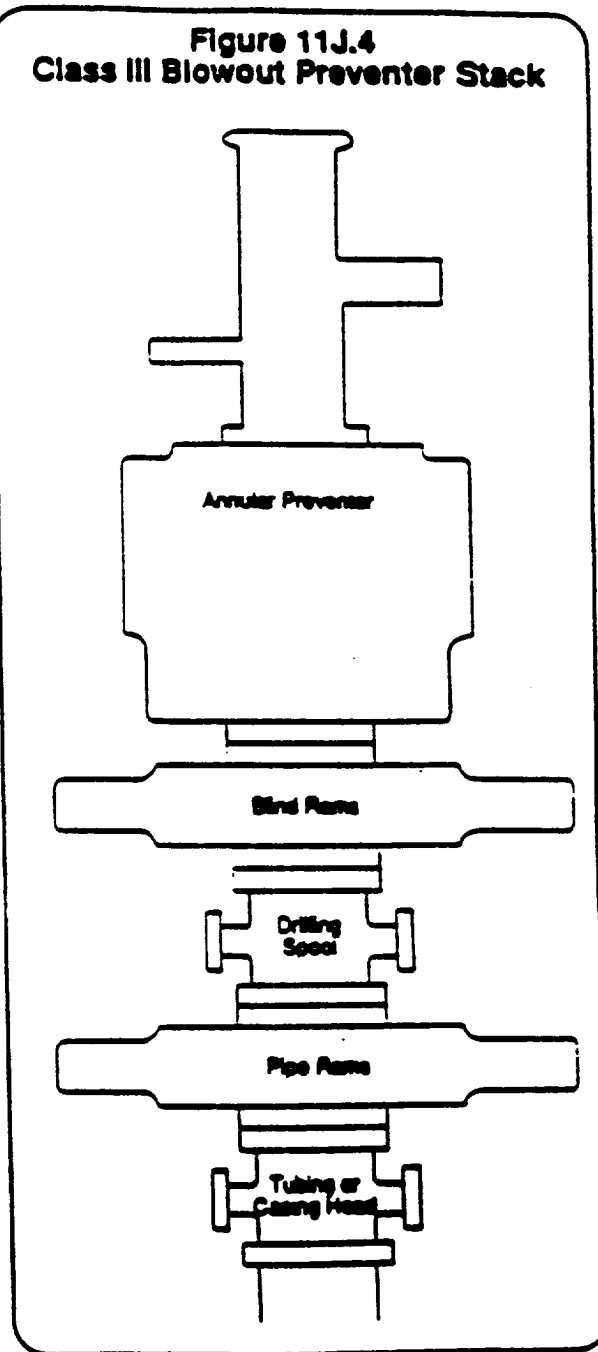 Figure 11J.4
Class III Blowout Preventer Stack
Annular Preventer
Blind Rams
Drilling
Spool
Pipe Rams
Tubing or
Casing Head